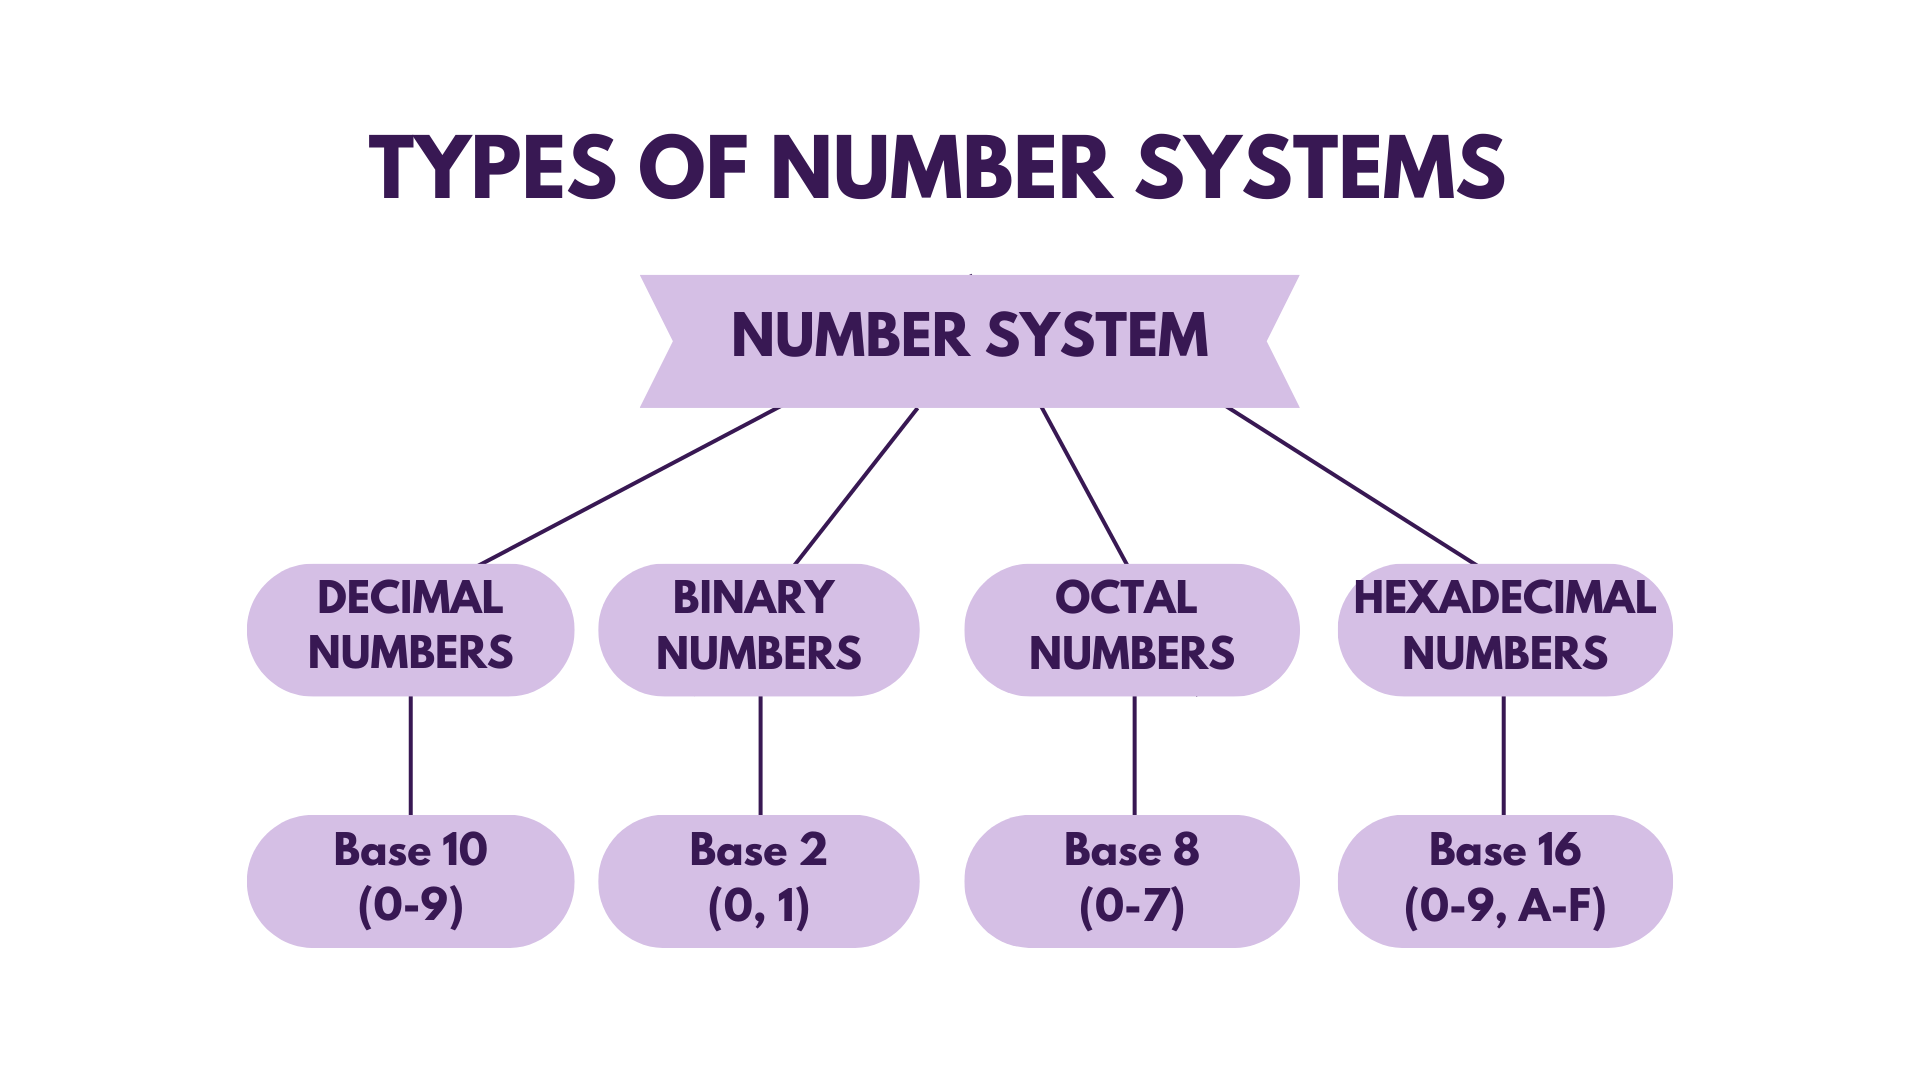 TYPES OF NUMBER SYSTEMS
NUMBER SYSTEM
DECIMAL
NUMBERS
BINARY
NUMBERS
OCTAL
NUMBERS
HEXADECIMAL
NUMBERS
Base 10
(0-9)
Base 2
(0, 1)
Base 8
(0-7)
Base 16
(0-9, A-F)